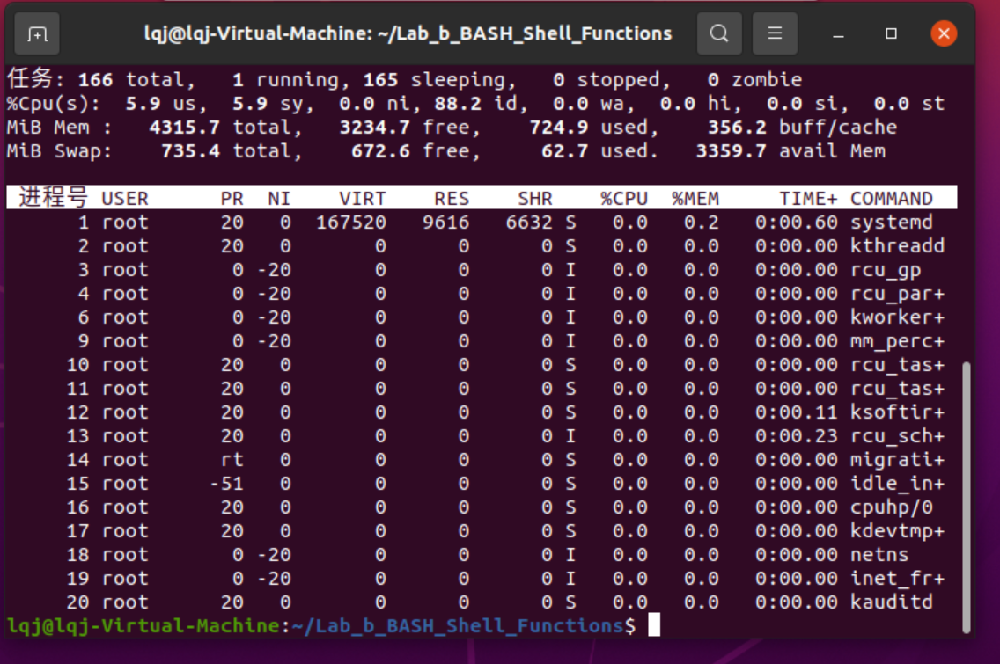 lqj@lqj-Virtual-Machine: ~/Lab_b_BASH_Shell_Functions
任务: 166 total,   1 running, 165 sleeping,   0 stopped,   0 zombie
%Cpu(s):  5.9 us,  5.9 sy,  0.0 ni, 88.2 id,  0.0 wa,  0.0 hi,  0.0 si,  0.0 st
MiB Mem :   4315.7 total,   3234.7 free,    724.9 used,    356.2 buff/cache
MiB Swap:    735.4 total,    672.6 free,     62.7 used.   3359.7 avail Mem
进程号 USER      PR  NI    VIRT    RES    SHR    %CPU  %MEM     TIME+ COMMAND
1 root      20   0  167520   9616   6632 S   0.0   0.2   0:00.60 systemd
2 root      20   0       0      0      0 S   0.0   0.0   0:00.00 kthreadd
3 root       0 -20       0      0      0 I   0.0   0.0   0:00.00 rcu_gp
4 root       0 -20       0      0      0 I   0.0   0.0   0:00.00 rcu_par+
6 root       0 -20       0      0      0 I   0.0   0.0   0:00.00 kworker+
9 root       0 -20       0      0      0 I   0.0   0.0   0:00.00 mm_perc+
10 root      20   0       0      0      0 S   0.0   0.0   0:00.00 rcu_tas+
11 root      20   0       0      0      0 S   0.0   0.0   0:00.00 rcu_tas+
12 root      20   0       0      0      0 S   0.0   0.0   0:00.11 ksoftir+
13 root      20   0       0      0      0 I   0.0   0.0   0:00.23 rcu_sch+
14 root      rt   0       0      0      0 S   0.0   0.0   0:00.00 migrati+
15 root     -51   0       0      0      0 S   0.0   0.0   0:00.00 idle_in+
16 root      20   0       0      0      0 S   0.0   0.0   0:00.00 cpuhp/0
17 root      20   0       0      0      0 S   0.0   0.0   0:00.00 kdevtmp+
18 root       0 -20       0      0      0 I   0.0   0.0   0:00.00 netns
19 root       0 -20       0      0      0 I   0.0   0.0   0:00.00 inet_fr+
20 root      20   0       0      0      0 S   0.0   0.0   0:00.00 kauditd
lqj@lqj-Virtual-Machine:~/Lab_b_BASH_Shell_Functions$